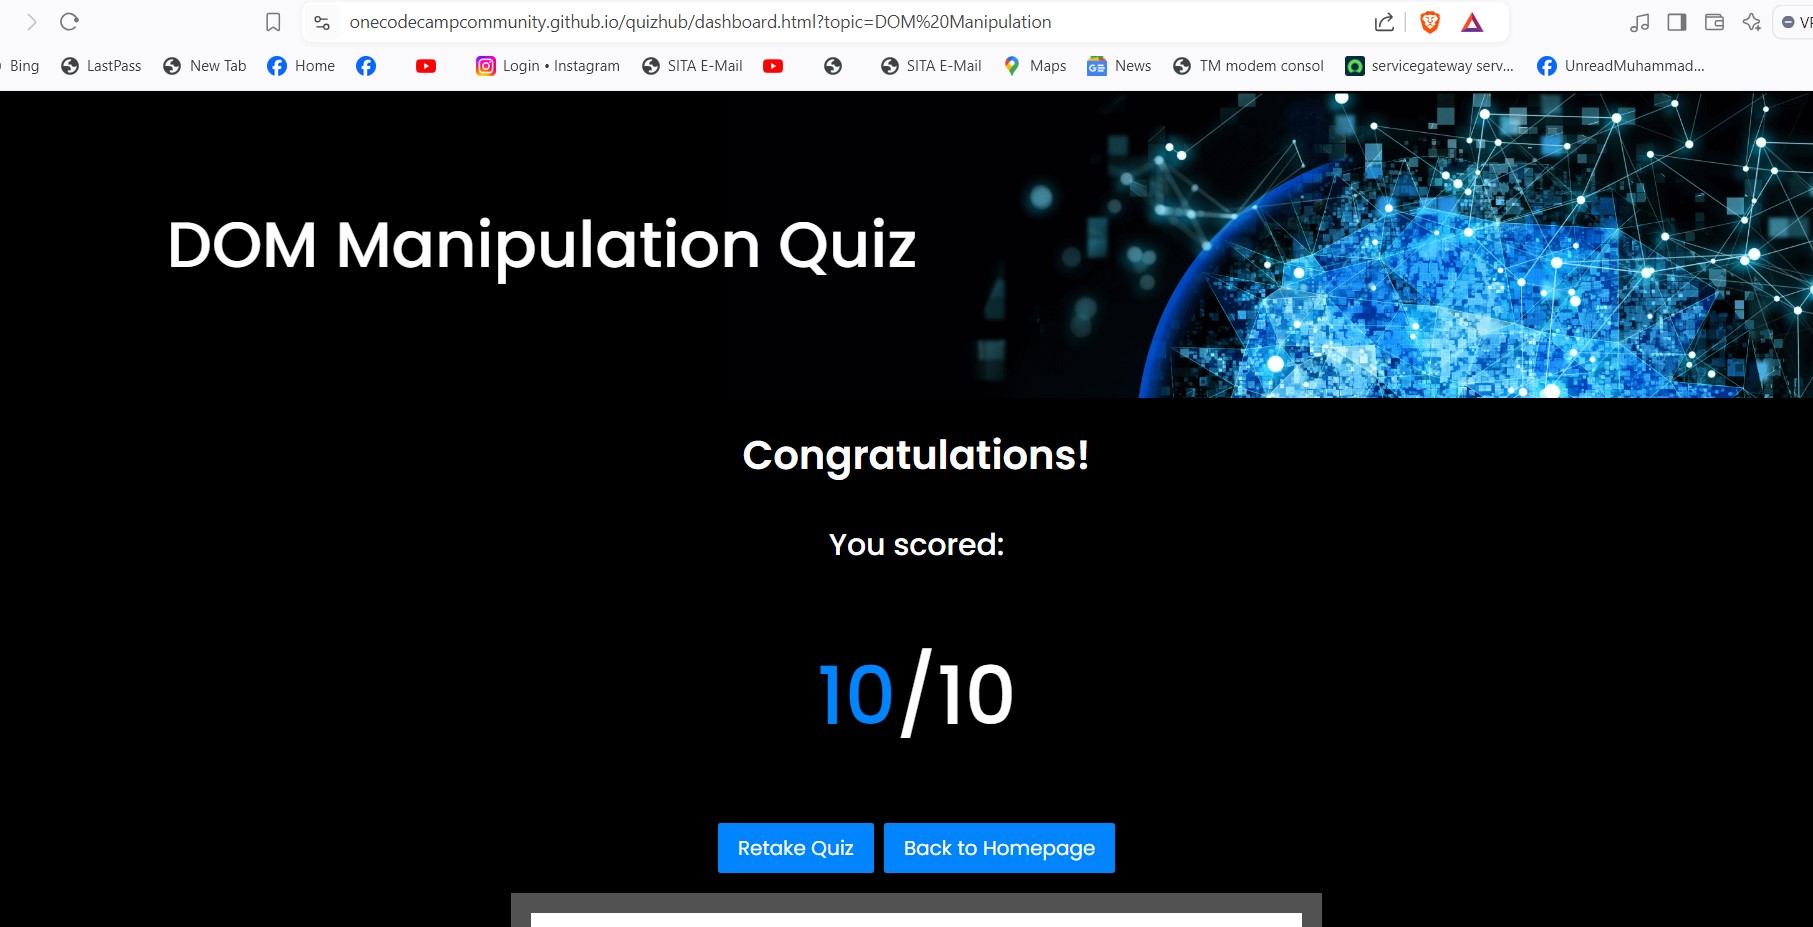 onecodecampcommunity.github.io/quizhub/dashboard.html?topic=DOM%20Manipulation
Bing LastPass New Tab Home Login • Instagram SITA E-Mail SITA E-Mail Maps News TM modem consol servicegateway serv... UnreadMuhammad...
DOM Manipulation Quiz
Congratulations!
You scored:
10/10
Retake Quiz Back to Homepage